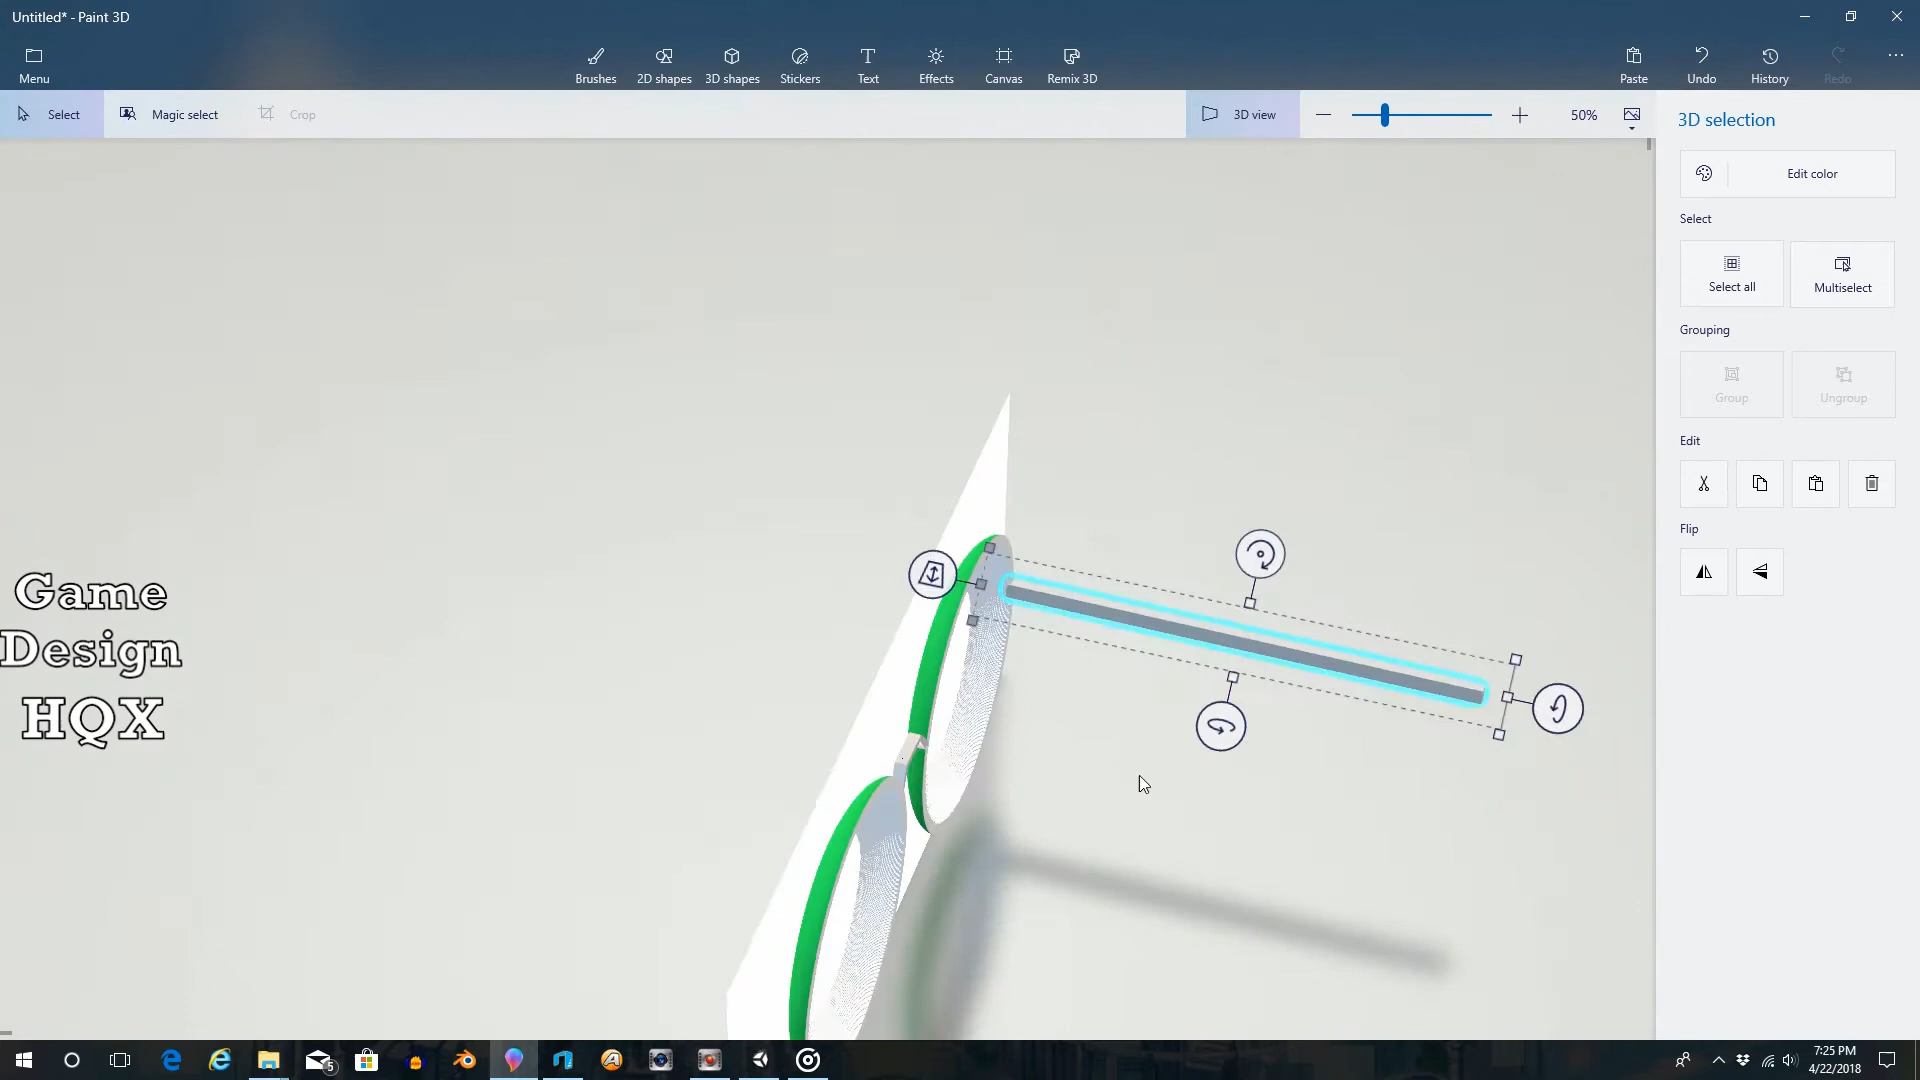 Untitled* - Paint 3D
Menu
Brushes
2D shapes
3D shapes
Stickers
Text
Effects
Canvas
Remix 3D
Paste
Undo
History
Redo
Select
Magic select
Crop
3D view
50%
3D selection
Edit color
Select
Select all
Multiselect
Grouping
Group
Ungroup
Edit
Flip
Game
Design
HQX
5
7:25 PM
4/22/2018